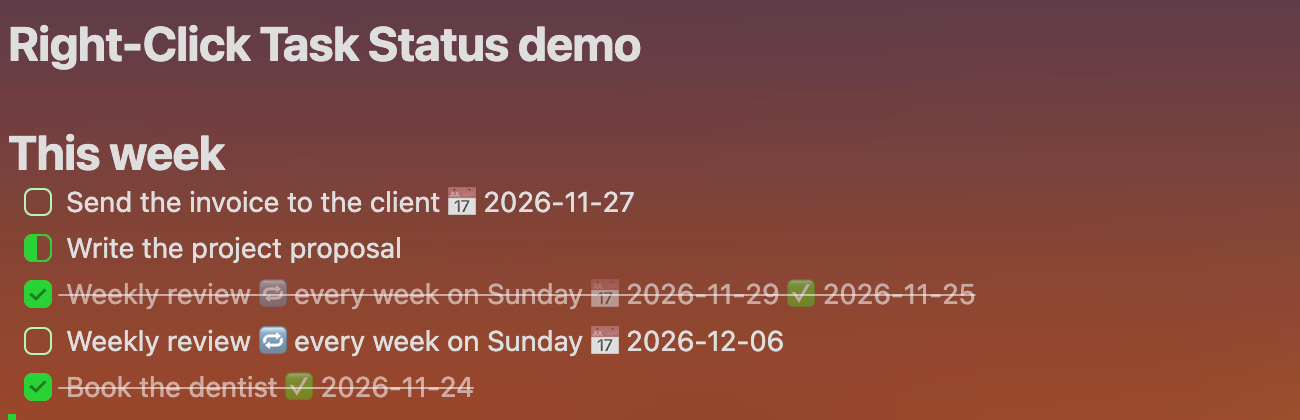 Right-Click Task Status demo
This week
Send the invoice to the client 📅 2026-11-27
Write the project proposal
Weekly review 🔁 every week on Sunday 📅 2026-11-29 ✅ 2026-11-25
Weekly review 🔁 every week on Sunday 📅 2026-12-06
Book the dentist ✅ 2026-11-24